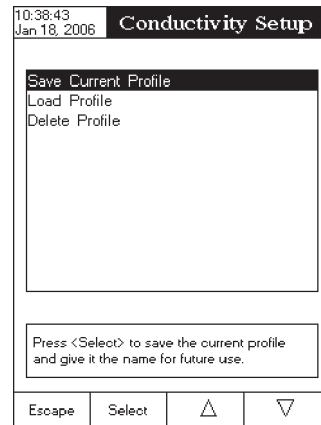 10:38:43
Jan 18, 2006
Conductivity Setup
Save Current Profile
Load Profile
Delete Profile
Press <Select> to save the current profile
and give it the name for future use.
Escape Select